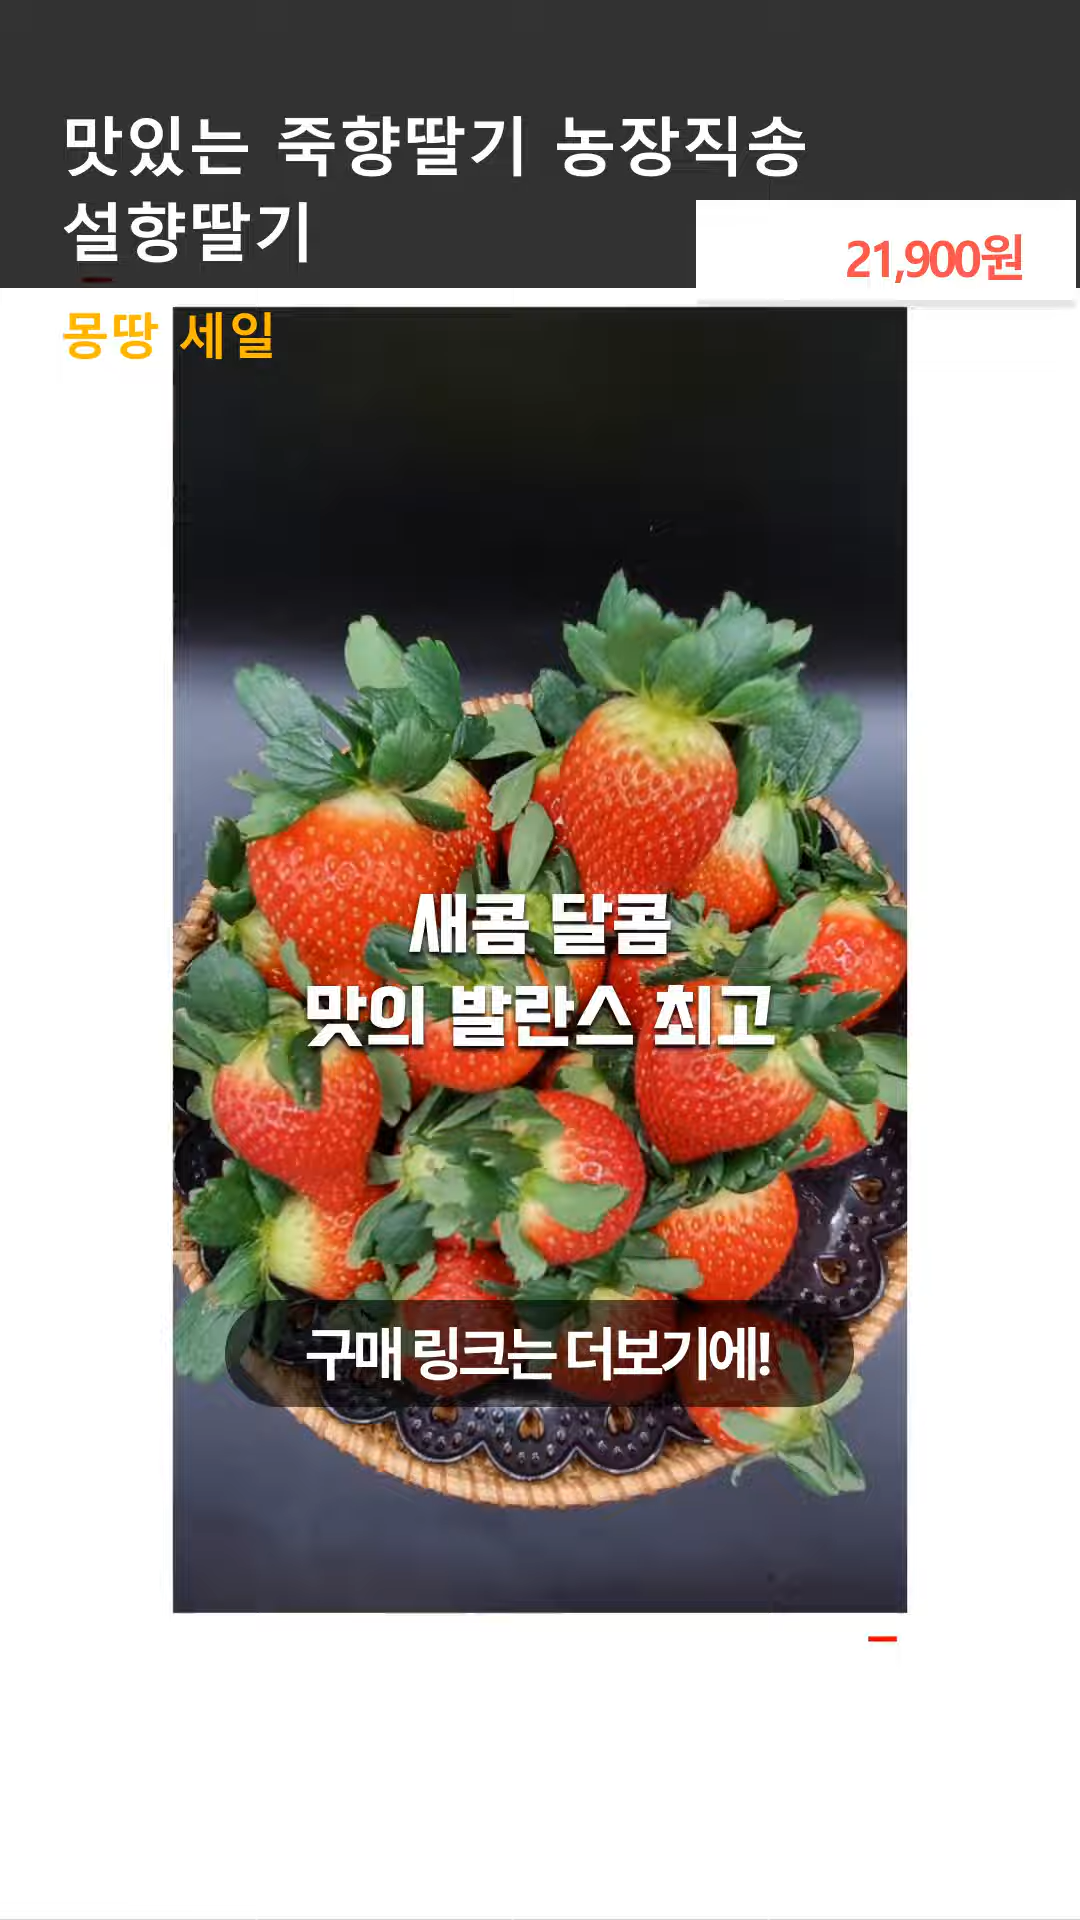 맛있는 죽향딸기 농장직송
설향딸기
21,900원
몽땅 세일
새콤 달콤
맛의 발란스 최고
구매 링크는 더보기에!